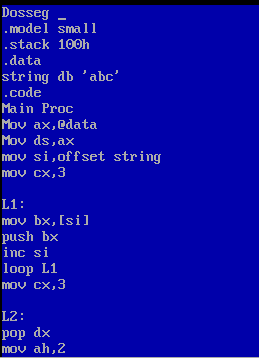 Dosseg _
.model small
.stack 100h
.data
string db 'abc'
.code
Main Proc
Mov ax,@data
Mov ds,ax
mov si,offset string
mov cx,3
L1:
mov bx,[si]
push bx
inc si
loop L1
mov cx,3
L2:
pop dx
mov ah,2